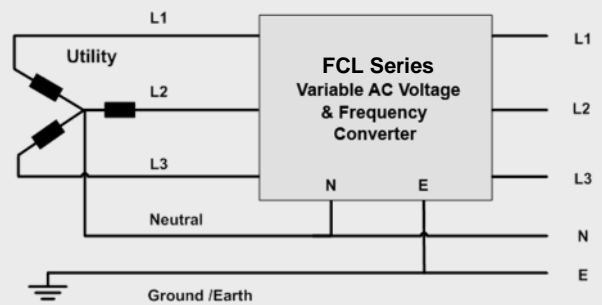 L1
Utility
L2
L3
Neutral
Ground /Earth
FCL Series
Variable AC Voltage
& Frequency
Converter
N E
L1
L2
L3
N
E